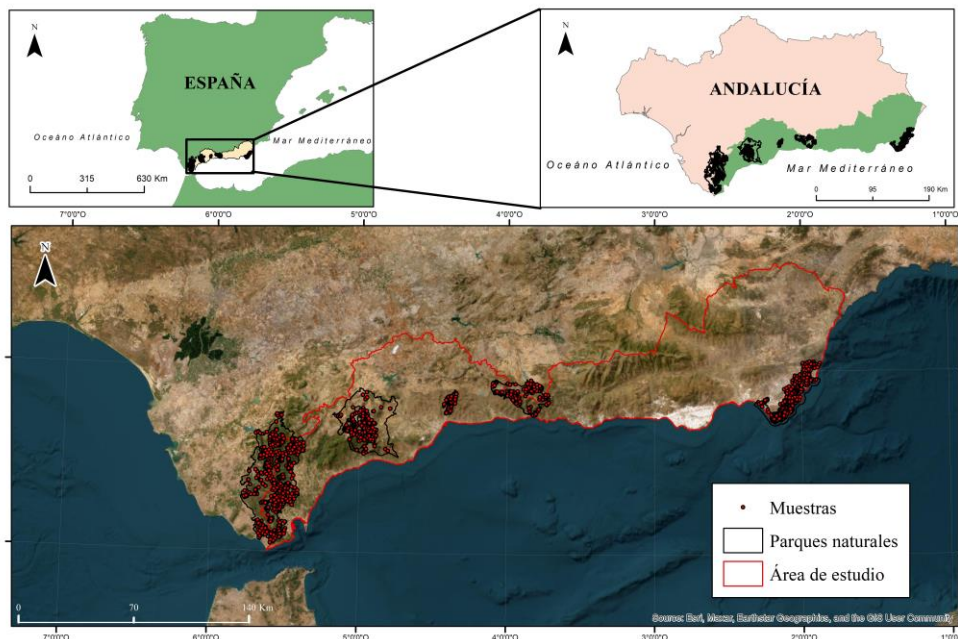 N
ESPAÑA
Oceáno Atlántico
Mar Mediterráneo
0 315 630 Km
N
ANDALUCÍA
Oceáno Atlántico
Mar Mediterráneo
0 95 190 Km
7°0'0"O 6°0'0"O 5°0'0"O 4°0'0"O 3°0'0"O 2°0'0"O 1°0'0"O
N
Muestras
Parques naturales
Área de estudio
0 70 140 Km
Source: Esri, Maxar, Earthstar Geographics, and the GIS User Community
7°0'0"O 6°0'0"O 5°0'0"O 4°0'0"O 3°0'0"O 2°0'0"O